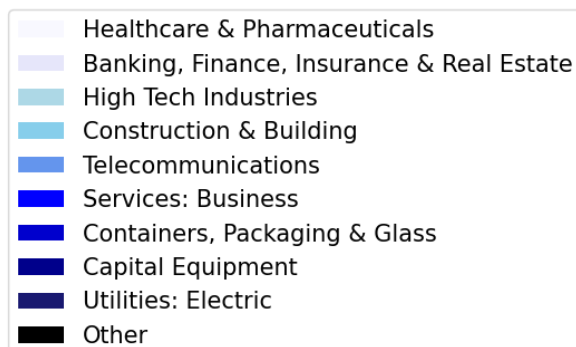 Healthcare & Pharmaceuticals
Banking, Finance, Insurance & Real Estate
High Tech Industries
Construction & Building
Telecommunications
Services: Business
Containers, Packaging & Glass
Capital Equipment
Utilities: Electric
Other